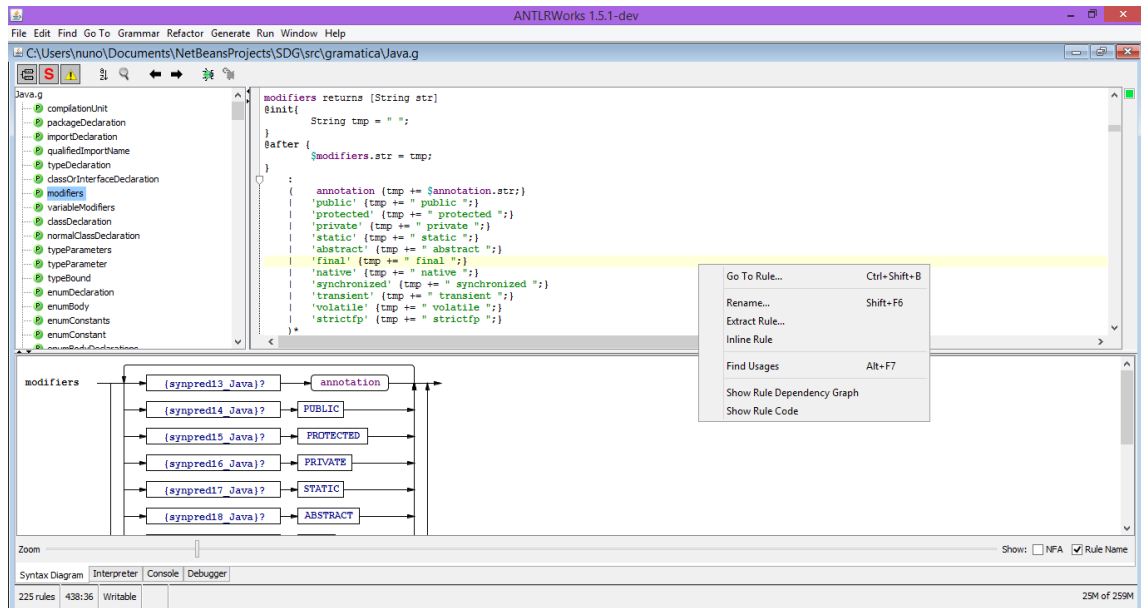 ANTLRWorks 1.5.1-dev
File Edit Find Go To Grammar Refactor Generate Run Window Help
C:\Users\nuno\Documents\NetBeansProjects\SDG\src\gramatica\Java.g
S
Java.g
P compilationUnit
P packageDeclaration
P importDeclaration
P qualifiedImportName
P typeDeclaration
P classOrInterfaceDeclaration
P modifiers
P variableModifiers
P classDeclaration
P normalClassDeclaration
P typeParameters
P typeParameter
P typeBound
P enumDeclaration
P enumBody
P enumConstants
P enumConstant
P enumBodyDeclarations
modifiers returns [String str]
@init{
String tmp = " ";
}
@after {
$modifiers.str = tmp;
}
:
( annotation {tmp += $annotation.str;}
| 'public' {tmp += " public ";}
| 'protected' {tmp += " protected ";}
| 'private' {tmp += " private ";}
| 'static' {tmp += " static ";}
| 'abstract' {tmp += " abstract ";}
| 'final' {tmp += " final ";}
| 'native' {tmp += " native ";}
| 'synchronized' {tmp += " synchronized ";}
| 'transient' {tmp += " transient ";}
| 'volatile' {tmp += " volatile ";}
| 'strictfp' {tmp += " strictfp ";}
)*
Go To Rule... Ctrl+Shift+B
Rename... Shift+F6
Extract Rule...
Inline Rule
Find Usages Alt+F7
Show Rule Dependency Graph
Show Rule Code
modifiers {synpred13_Java}? annotation
{synpred14_Java}? PUBLIC
{synpred15_Java}? PROTECTED
{synpred16_Java}? PRIVATE
{synpred17_Java}? STATIC
{synpred18_Java}? ABSTRACT
Zoom Show: NFA Rule Name
Syntax Diagram Interpreter Console Debugger
225 rules 438:36 Writable 25M of 259M